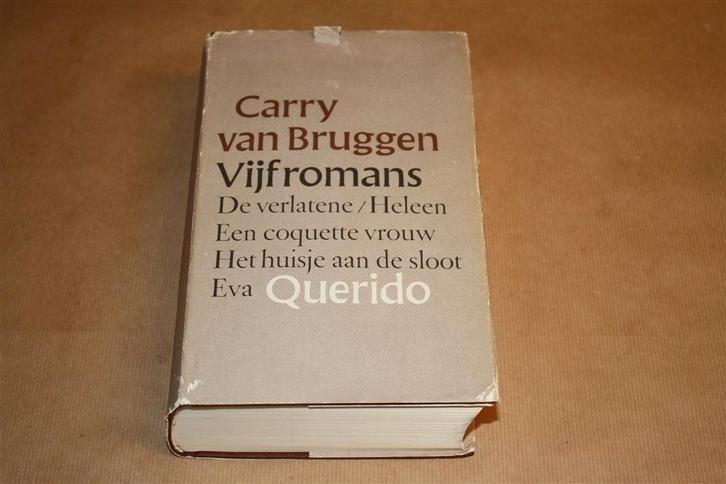 Carry
van Bruggen
Vijf romans
De verlatene / Heleen
Een coquette vrouw
Het huisje aan de sloot
Eva Querido